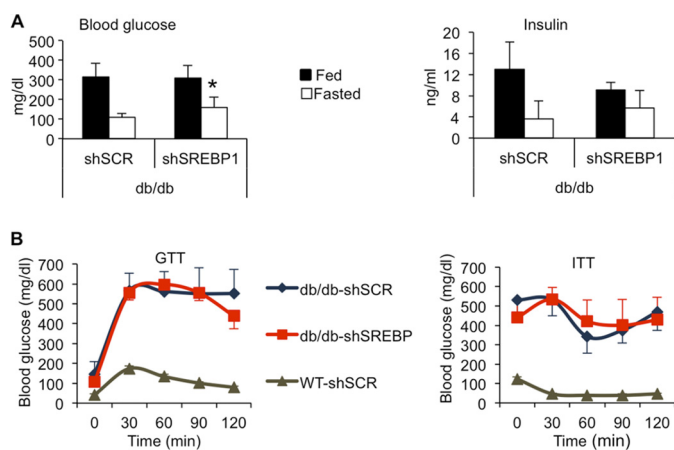 A
Blood glucose
mg/dl
500
400
300
200
100
0
*
shSCR
shSREBP1
db/db
Fed
Fasted
Insulin
ng/ml
20
16
12
8
4
0
shSCR
shSREBP1
db/db
B
GTT
Blood glucose (mg/dl)
700
600
500
400
300
200
100
0
0 30 60 90 120
Time (min)
db/db-shSCR
db/db-shSREBP
WT-shSCR
ITT
Blood glucose (mg/dl)
700
600
500
400
300
200
100
0
0 30 60 90 120
Time (min)